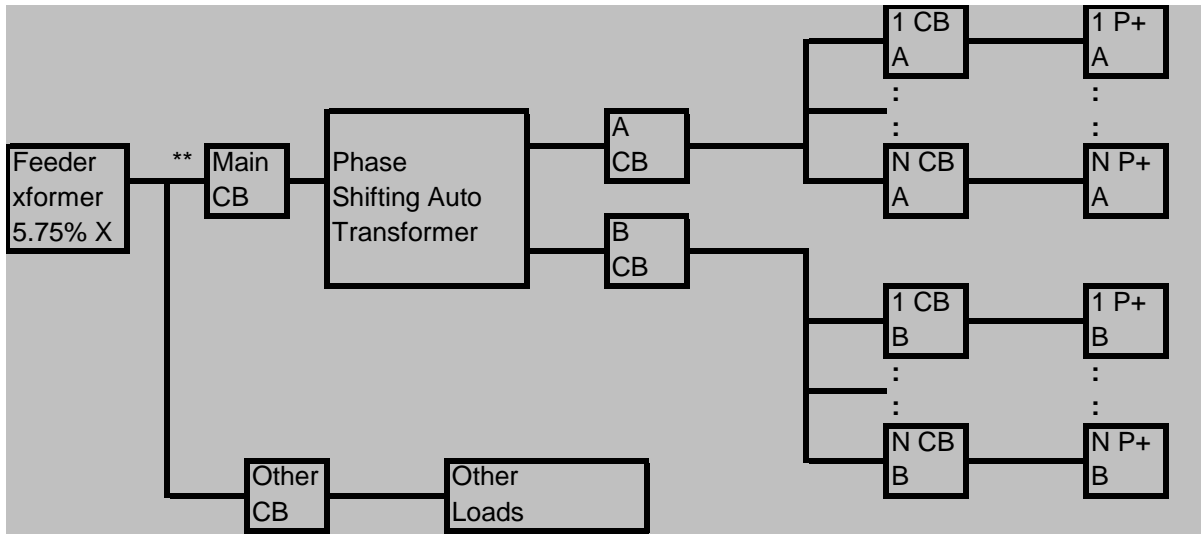 1 CB
A
1 P+
A
:
:
:
:
A
CB
N CB
A
N P+
A
Feeder
xformer
5.75% X
**
Main
CB
Phase
Shifting Auto
Transformer
B
CB
1 CB
B
1 P+
B
:
:
:
:
N CB
B
N P+
B
Other
CB
Other
Loads